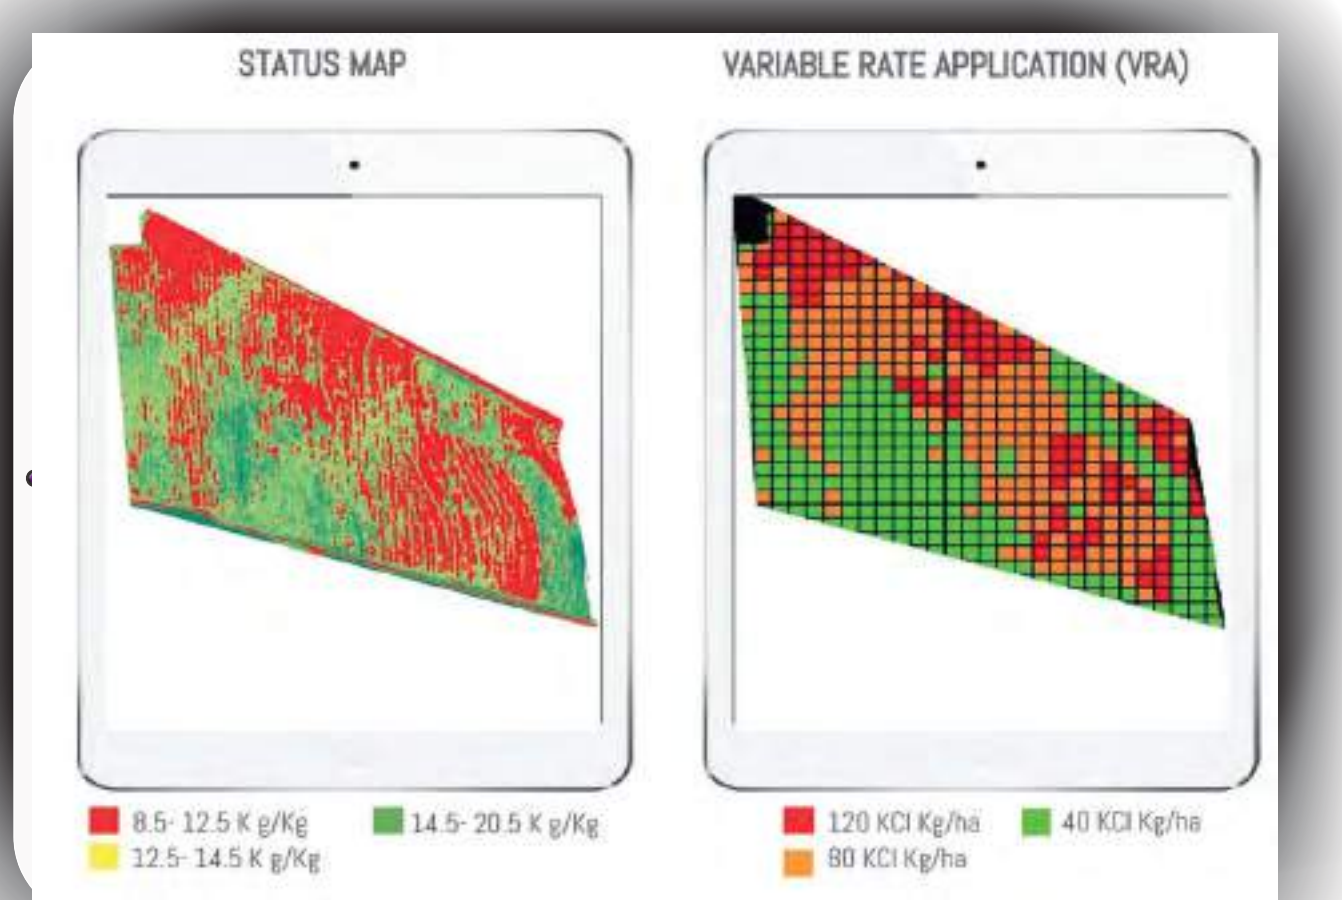 STATUS MAP
VARIABLE RATE APPLICATION (VRA)
8.5- 12.5 K g/Kg
14.5- 20.5 K g/Kg
12.5- 14.5 K g/Kg
120 KCl Kg/ha
40 KCl Kg/ha
80 KCl Kg/ha